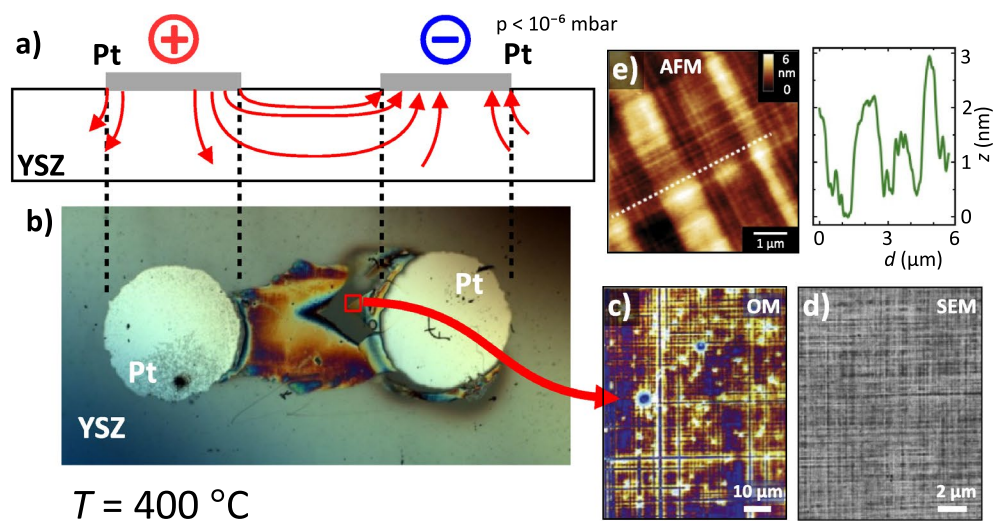 a)
Pt
+
−
p < 10⁻⁶ mbar
Pt
YSZ
b)
Pt
Pt
YSZ
T = 400 °C
e)
AFM
6
nm
0
1 µm
3
2
1
0
z (nm)
0
3
6
d (µm)
c)
OM
10 µm
d)
SEM
2 µm